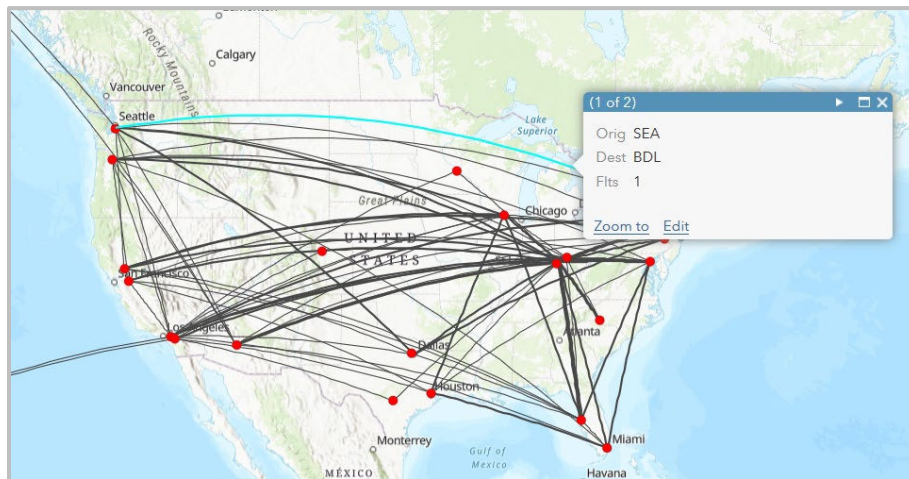 Edmonton
Calgary
Rocky Mountains
Vancouver
Seattle
Lake
Superior
(1 of 2)
Orig SEA
Dest BDL
Flts 1
Zoom to Edit
Great Plains
Chicago
UNITED
STATES
San Francisco
Los Angeles
Atlanta
Dallas
Houston
Monterrey
Gulf of
Mexico
Miami
MÉXICO
Havana